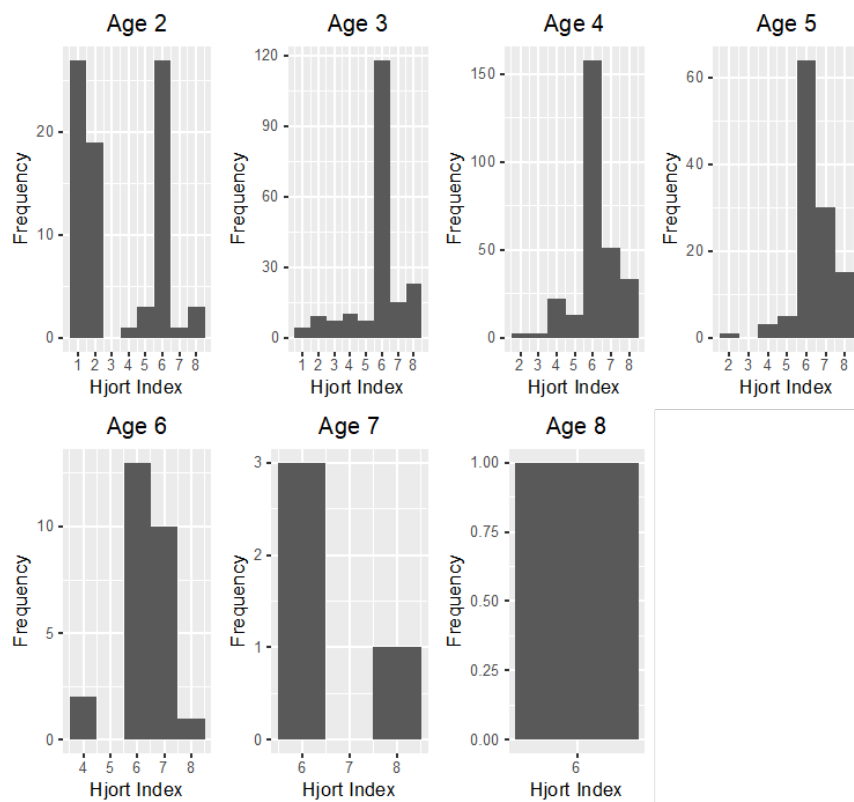 Age 2
Frequency
20
10
0
1 2 3 4 5 6 7 8
Hjort Index
Age 3
Frequency
120
90
60
30
0
1 2 3 4 5 6 7 8
Hjort Index
Age 4
Frequency
150
100
50
0
2 3 4 5 6 7 8
Hjort Index
Age 5
Frequency
60
40
20
0
2 3 4 5 6 7 8
Hjort Index
Age 6
Frequency
10
5
0
4 5 6 7 8
Hjort Index
Age 7
Frequency
3
2
1
0
6 7 8
Hjort Index
Age 8
Frequency
1.00
0.75
0.50
0.25
0.00
6
Hjort Index